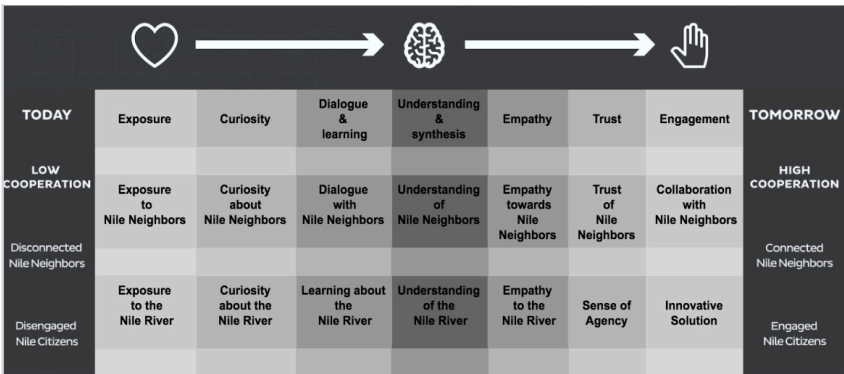 TODAY
Exposure
Curiosity
Dialogue
&
learning
Understanding
&
synthesis
Empathy
Trust
Engagement
TOMORROW
LOW
COOPERATION
Exposure
to
Nile Neighbors
Curiosity
about
Nile Neighbors
Dialogue
with
Nile Neighbors
Understanding
of
Nile Neighbors
Empathy
towards
Nile
Neighbors
Trust
of
Nile
Neighbors
Collaboration
with
Nile Neighbors
HIGH
COOPERATION
Disconnected
Nile Neighbors
Connected
Nile Neighbors
Disengaged
Nile Citizens
Exposure
to the
Nile River
Curiosity
about the
Nile River
Learning about
the
Nile River
Understanding
of the
Nile River
Empathy
to the
Nile River
Sense of
Agency
Innovative
Solution
Engaged
Nile Citizens